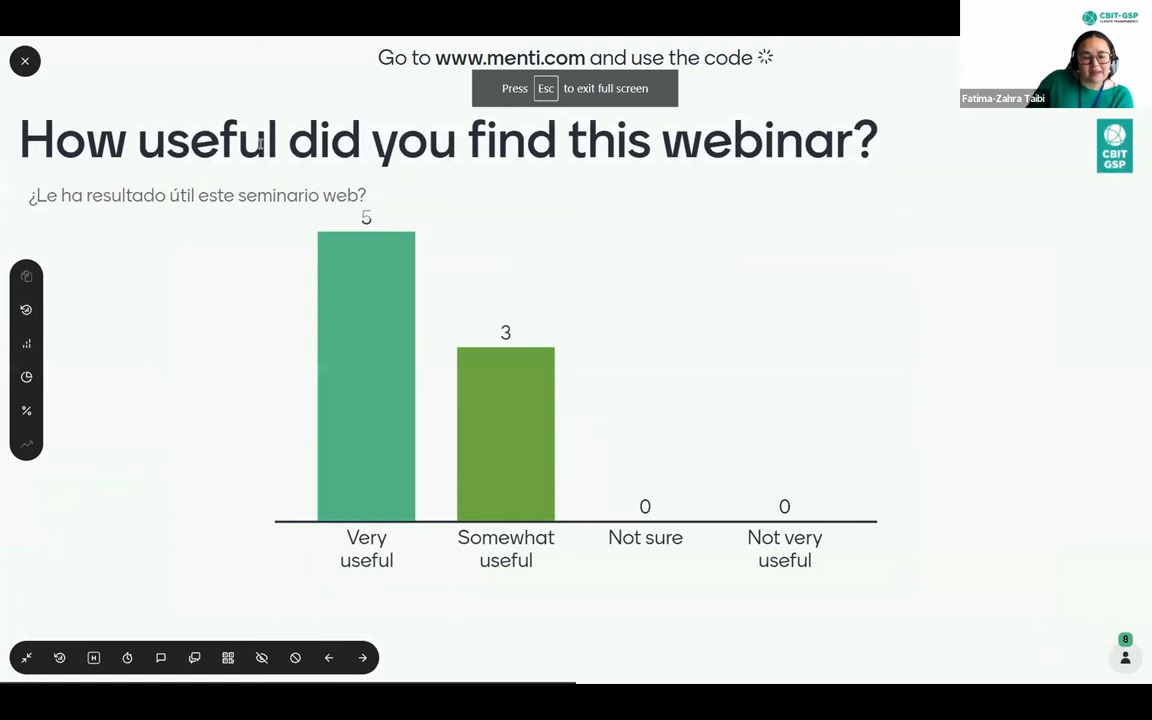 CBIT-GSP
CLIMATE TRANSPARENCY
Go to www.menti.com and use the code
Press Esc to exit full screen
Fatima-Zahra Taibi
How useful did you find this webinar?
CBIT
GSP
¿Le ha resultado útil este seminario web?
5
3
0
0
Very
useful
Somewhat
useful
Not sure
Not very
useful
%
H
8